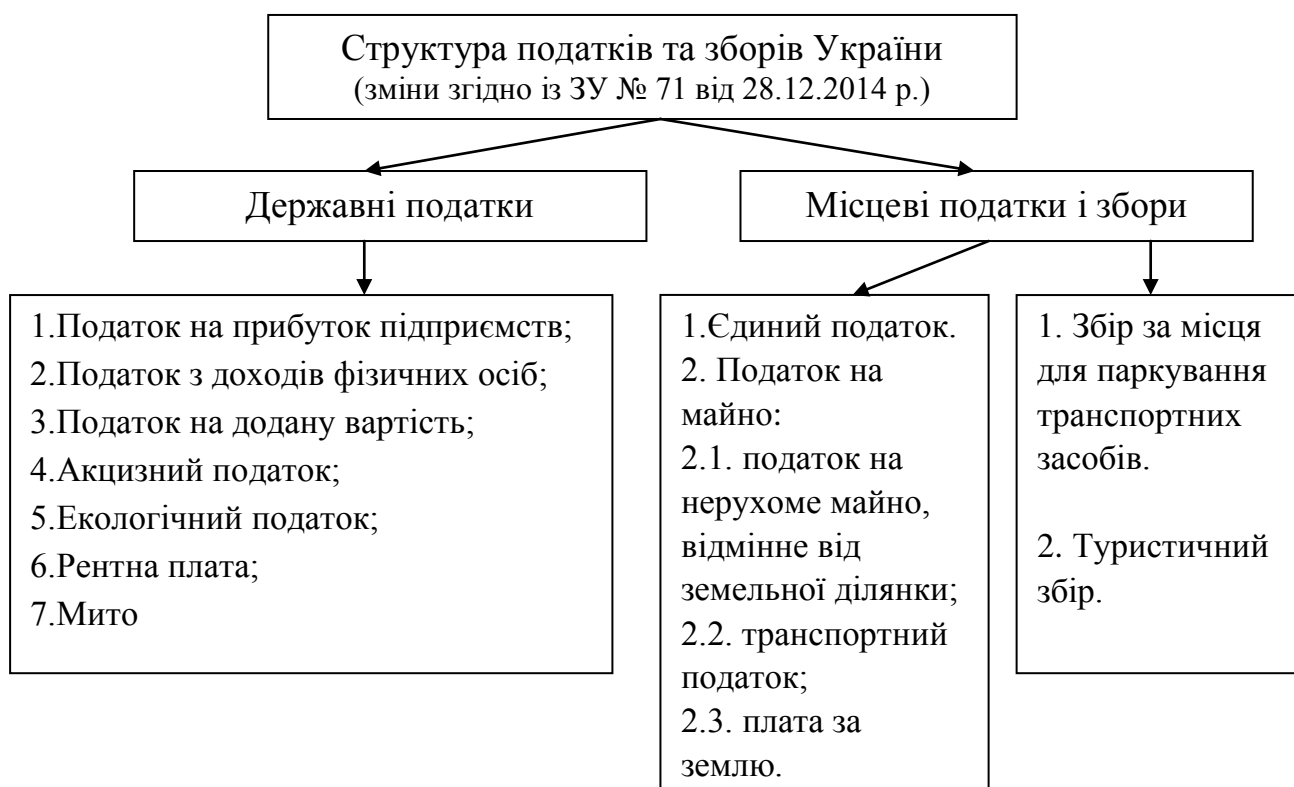 Структура податків та зборів України
(зміни згідно із ЗУ № 71 від 28.12.2014 р.)
Державні податки
Місцеві податки і збори
1.Податок на прибуток підприємств;
2.Податок з доходів фізичних осіб;
3.Податок на додану вартість;
4.Акцизний податок;
5.Екологічний податок;
6.Рентна плата;
7.Мито
1.Єдиний податок.
2. Податок на
майно:
2.1. податок на
нерухоме майно,
відмінне від
земельної ділянки;
2.2. транспортний
податок;
2.3. плата за
землю.
1. Збір за місця
для паркування
транспортних
засобів.
2. Туристичний
збір.